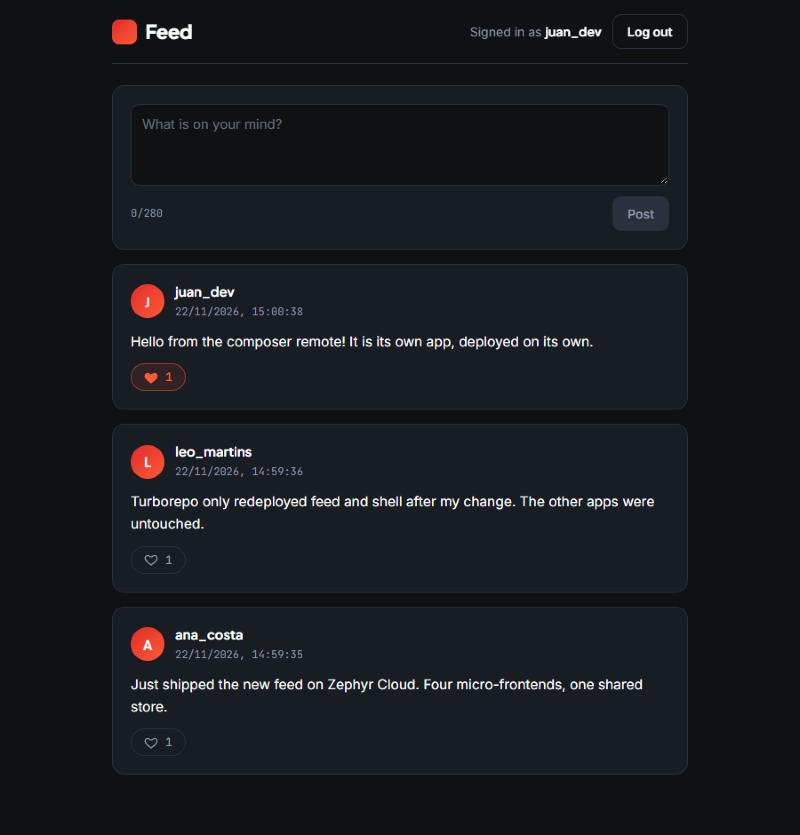 Feed
Signed in as juan_dev
Log out
What is on your mind?
0/280
Post
J
juan_dev
22/11/2026, 15:00:38
Hello from the composer remote! It is its own app, deployed on its own.
1
L
leo_martins
22/11/2026, 14:59:36
Turborepo only redeployed feed and shell after my change. The other apps were
untouched.
1
A
ana_costa
22/11/2026, 14:59:35
Just shipped the new feed on Zephyr Cloud. Four micro-frontends, one shared
store.
1